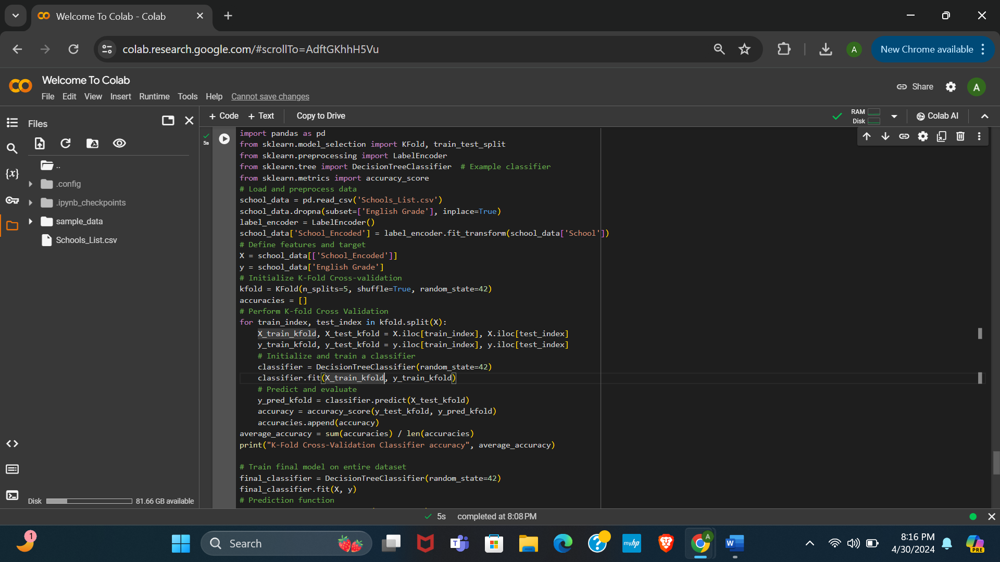 Welcome To Colab - Colab
colab.research.google.com/#scrollTo=AdftGKhhH5Vu
A
New Chrome available
Welcome To Colab
File Edit View Insert Runtime Tools Help Cannot save changes
Share
A
Files
+ Code + Text Copy to Drive
RAM
Disk
Colab AI
..
.config
.ipynb_checkpoints
sample_data
Schools_List.csv
{x}
Disk 81.66 GB available
5s
import pandas as pd
from sklearn.model_selection import KFold, train_test_split
from sklearn.preprocessing import LabelEncoder
from sklearn.tree import DecisionTreeClassifier  # Example classifier
from sklearn.metrics import accuracy_score
# Load and preprocess data
school_data = pd.read_csv('Schools_List.csv')
school_data.dropna(subset=['English Grade'], inplace=True)
label_encoder = LabelEncoder()
school_data['School_Encoded'] = label_encoder.fit_transform(school_data['School'])
# Define features and target
X = school_data[['School_Encoded']]
y = school_data['English Grade']
# Initialize K-Fold Cross-validation
kfold = KFold(n_splits=5, shuffle=True, random_state=42)
accuracies = []
# Perform K-fold Cross Validation
for train_index, test_index in kfold.split(X):
    X_train_kfold, X_test_kfold = X.iloc[train_index], X.iloc[test_index]
    y_train_kfold, y_test_kfold = y.iloc[train_index], y.iloc[test_index]
    # Initialize and train a classifier
    classifier = DecisionTreeClassifier(random_state=42)
    classifier.fit(X_train_kfold, y_train_kfold)
    # Predict and evaluate
    y_pred_kfold = classifier.predict(X_test_kfold)
    accuracy = accuracy_score(y_test_kfold, y_pred_kfold)
    accuracies.append(accuracy)
average_accuracy = sum(accuracies) / len(accuracies)
print("K-Fold Cross-Validation Classifier accuracy", average_accuracy)
# Train final model on entire dataset
final_classifier = DecisionTreeClassifier(random_state=42)
final_classifier.fit(X, y)
# Prediction function
5s completed at 8:08 PM
1
Search
T
?
myhp
A
W
8:16 PM
4/30/2024
PRE